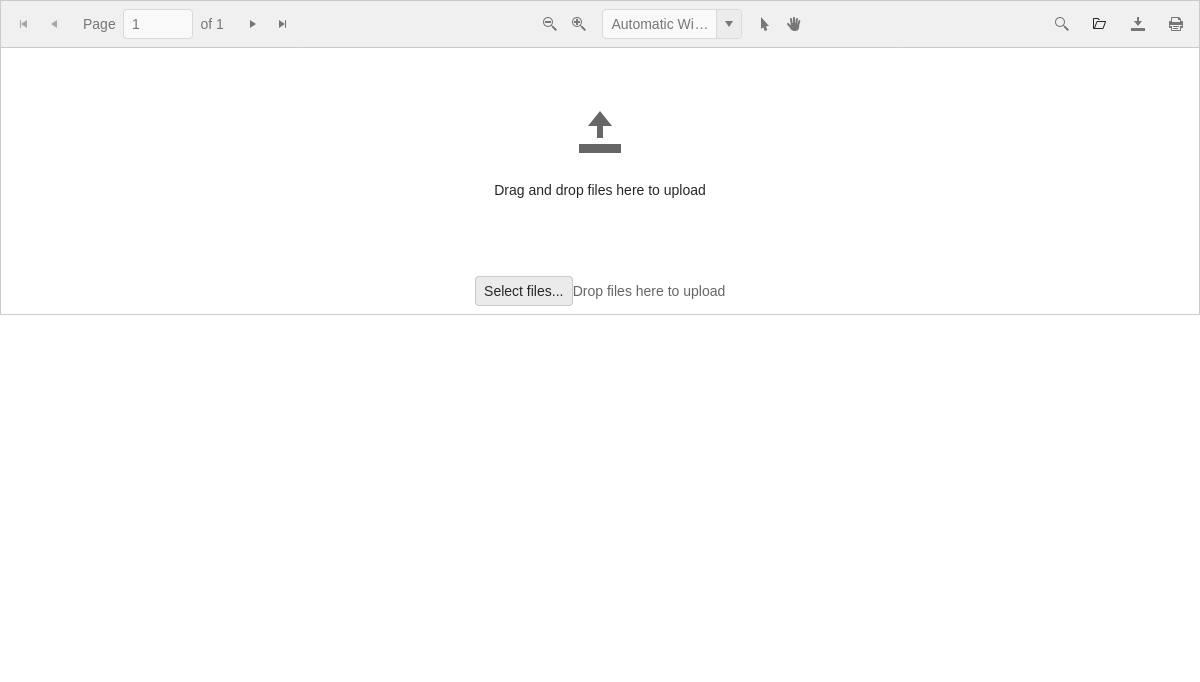 Page 1 of 1 Automatic Wi...
Drag and drop files here to upload
Select files... Drop files here to upload